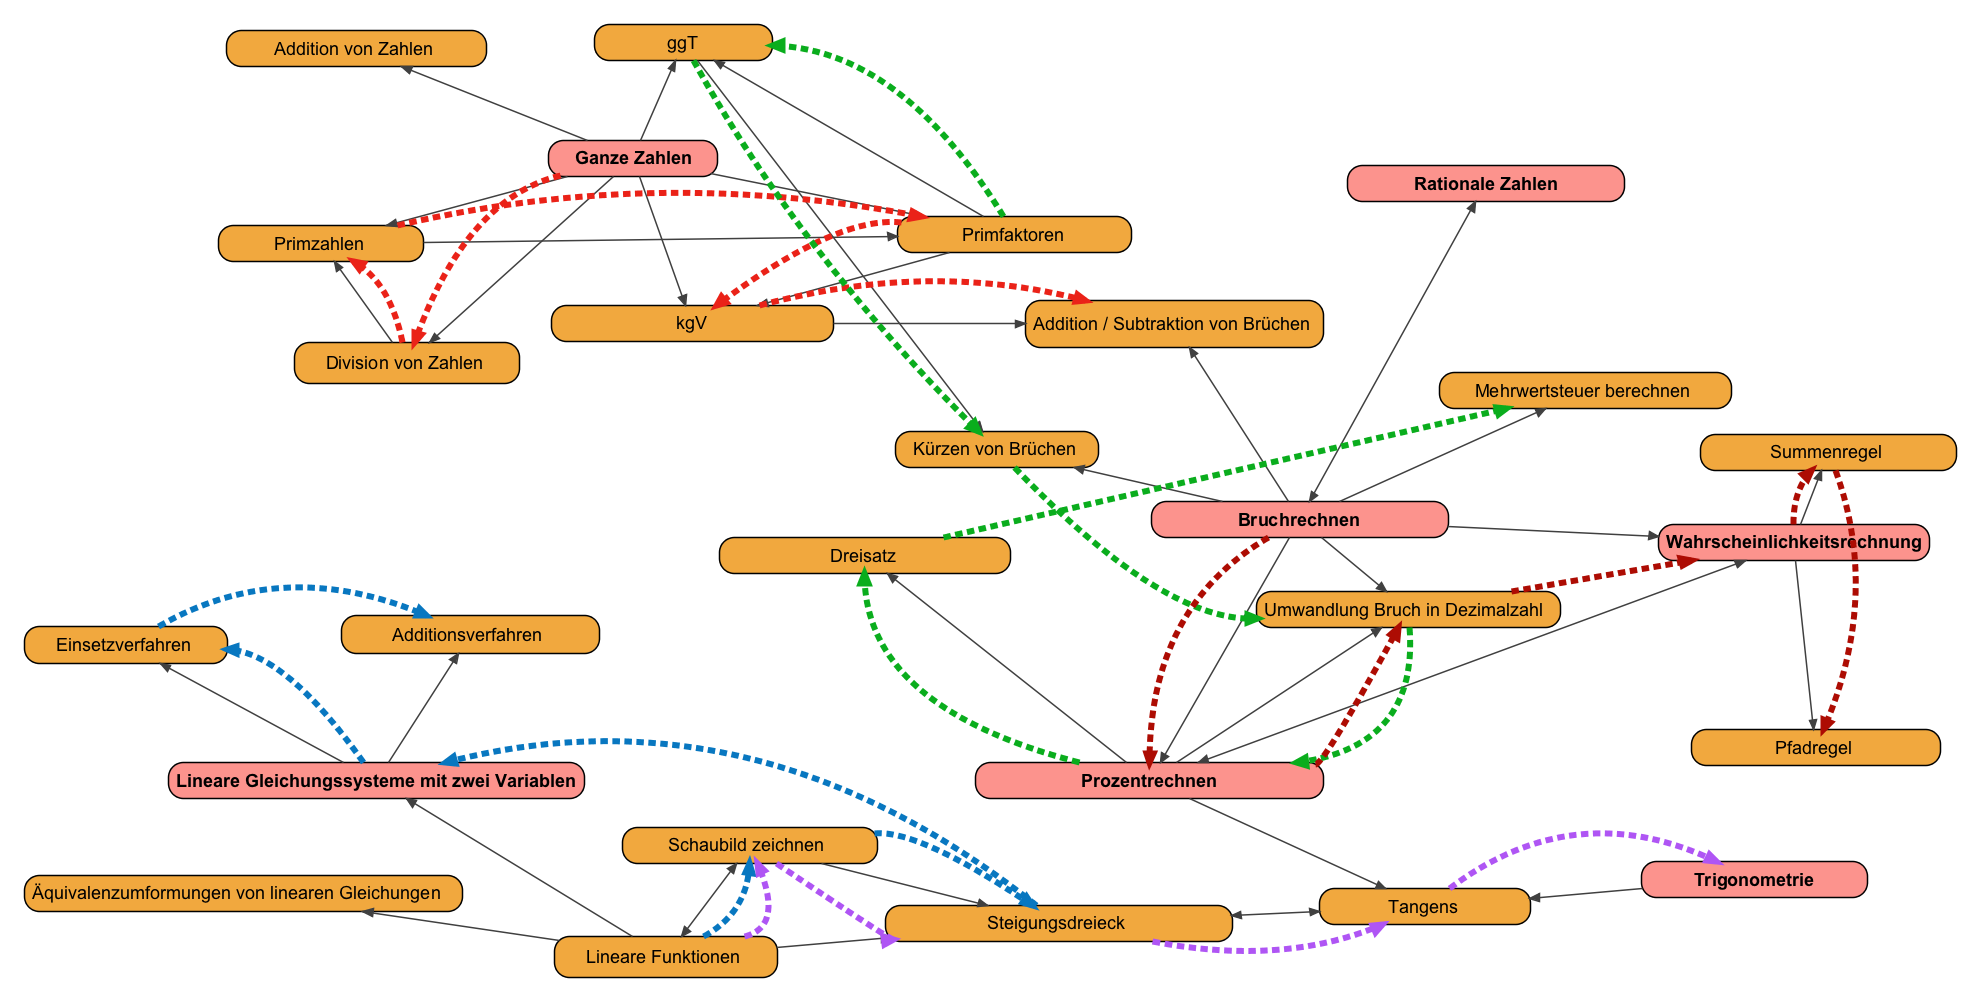 ggT
Addition von Zahlen
Ganze Zahlen
Rationale Zahlen
Primfaktoren
Primzahlen
kgV
Addition / Subtraktion von Brüchen
Division von Zahlen
Mehrwertsteuer berechnen
Kürzen von Brüchen
Summenregel
Bruchrechnen
Wahrscheinlichkeitsrechnung
Dreisatz
Umwandlung Bruch in Dezimalzahl
Additionsverfahren
Einsetzverfahren
Pfadregel
Lineare Gleichungssysteme mit zwei Variablen
Prozentrechnen
Schaubild zeichnen
Trigonometrie
Äquivalenzumformungen von linearen Gleichungen
Tangens
Steigungsdreieck
Lineare Funktionen